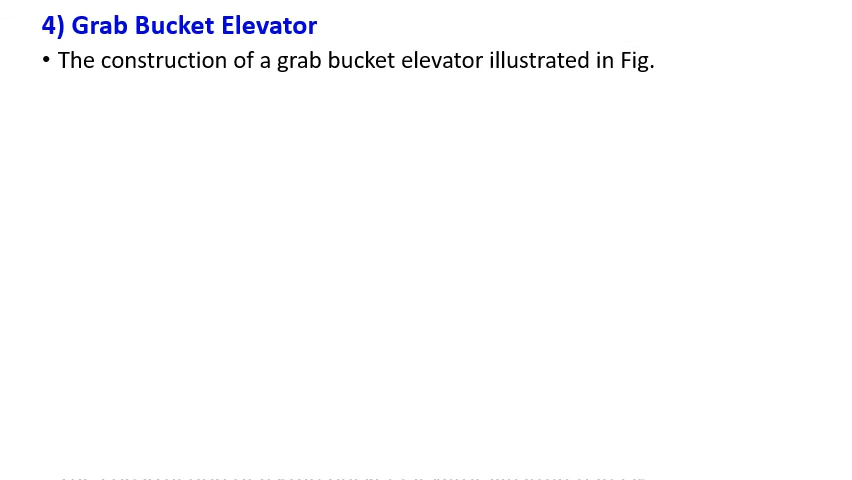 4) Grab Bucket Elevator
• The construction of a grab bucket elevator illustrated in Fig.